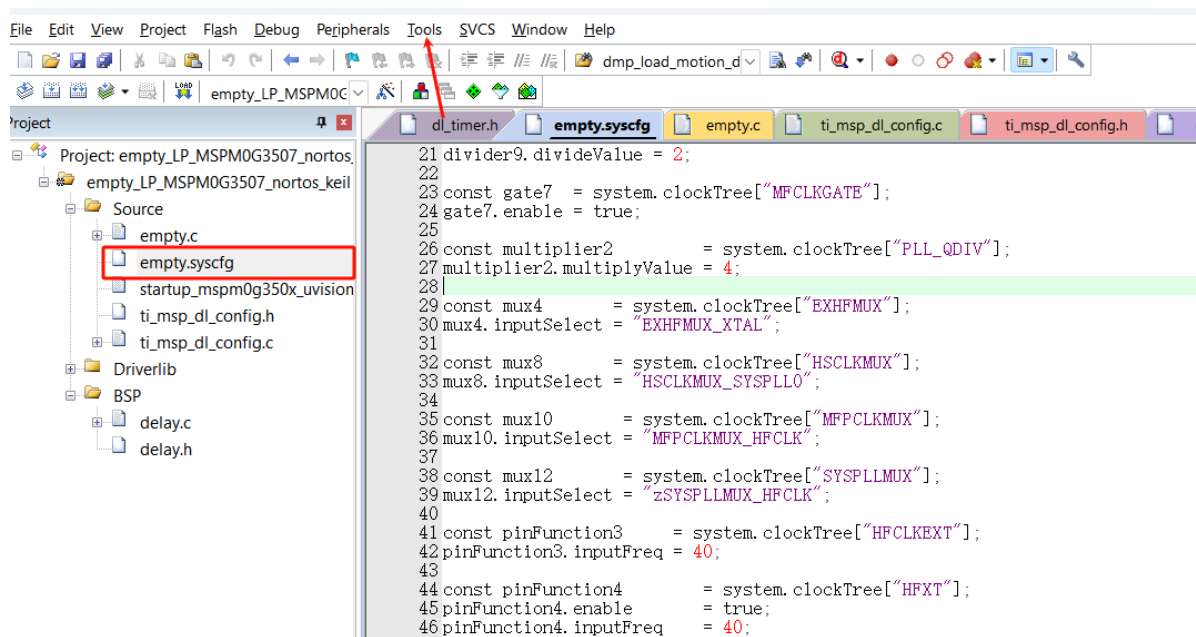 File Edit View Project Flash Debug Peripherals Tools SVCS Window Help
dmp_load_motion_d
LOAD empty_LP_MSPM0G
Project
dl_timer.h empty.syscfg empty.c ti_msp_dl_config.c ti_msp_dl_config.h
Project: empty_LP_MSPM0G3507_nortos_
empty_LP_MSPM0G3507_nortos_keil
Source
empty.c
empty.syscfg
startup_mspm0g350x_uvision
ti_msp_dl_config.h
ti_msp_dl_config.c
Driverlib
BSP
delay.c
delay.h
21 divider9.divideValue = 2;
22
23 const gate7 = system.clockTree["MFCLKGATE"];
24 gate7.enable = true;
25
26 const multiplier2 = system.clockTree["PLL_QDIV"];
27 multiplier2.multiplyValue = 4;
28
29 const mux4 = system.clockTree["EXHFMUX"];
30 mux4.inputSelect = "EXHFMUX_XTAL";
31
32 const mux8 = system.clockTree["HSCLKMUX"];
33 mux8.inputSelect = "HSCLKMUX_SYSPLL0";
34
35 const mux10 = system.clockTree["MFPCLKMUX"];
36 mux10.inputSelect = "MFPCLKMUX_HFCLK";
37
38 const mux12 = system.clockTree["SYSPLLMUX"];
39 mux12.inputSelect = "zSYSPLLMUX_HFCLK";
40
41 const pinFunction3 = system.clockTree["HFCLKEXT"];
42 pinFunction3.inputFreq = 40;
43
44 const pinFunction4 = system.clockTree["HFXT"];
45 pinFunction4.enable = true;
46 pinFunction4.inputFreq = 40;